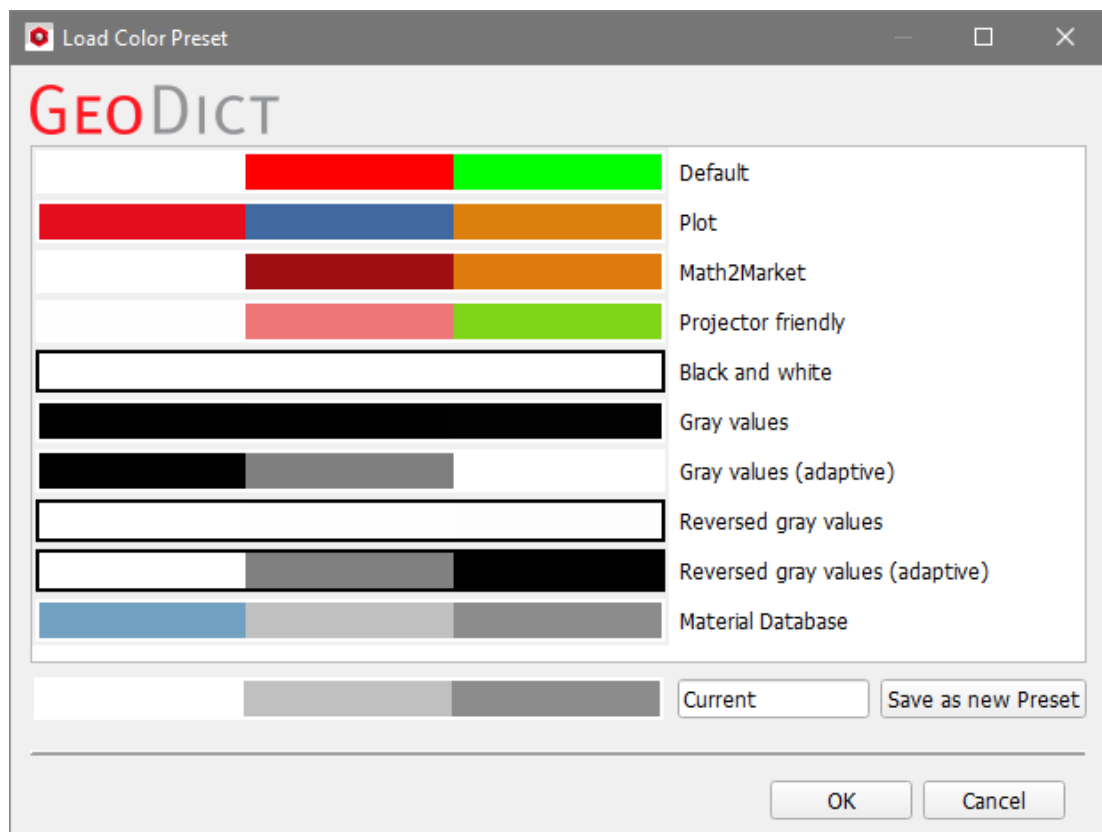 Load Color Preset
GEODICT
Default
Plot
Math2Market
Projector friendly
Black and white
Gray values
Gray values (adaptive)
Reversed gray values
Reversed gray values (adaptive)
Material Database
Current Save as new Preset
OK Cancel